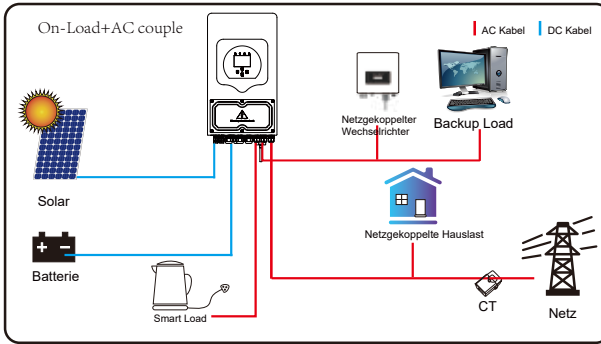 On-Load+AC couple
AC Kabel
DC Kabel
Netzgekoppelter
Wechselrichter
Backup Load
Solar
Netzgekoppelte Hauslast
Batterie
Smart Load
CT
Netz